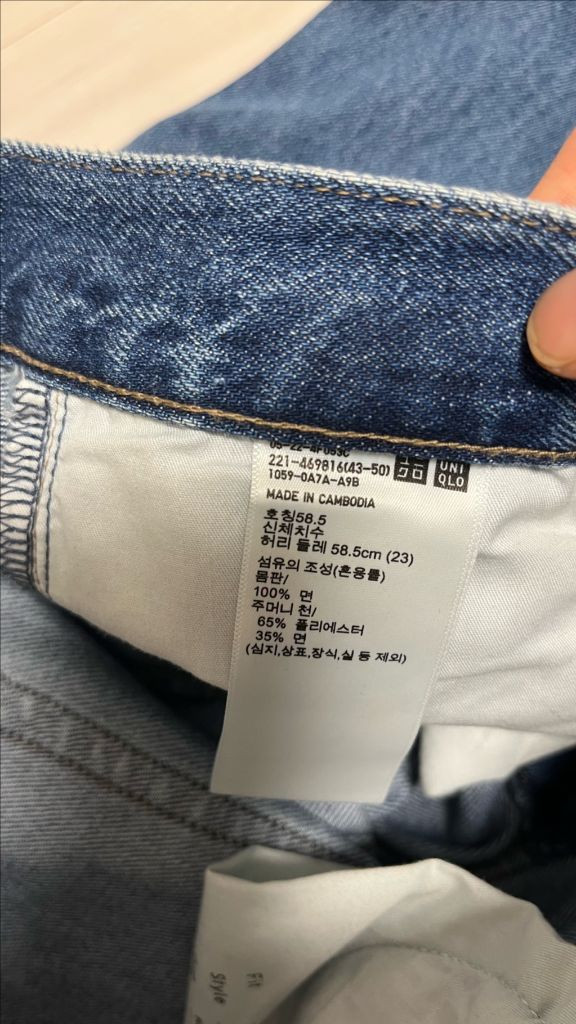 221-469816(43-50)
1059-0A7A-A9B
UNI
QLO
MADE IN CAMBODIA
호칭58.5
신체치수
허리 둘레 58.5cm (23)
섬유의 조성(혼용률)
몸판/
100% 면
주머니 천/
65% 폴리에스터
35% 면
(심지,상표,장식,실 등 제외)
Fit
Style